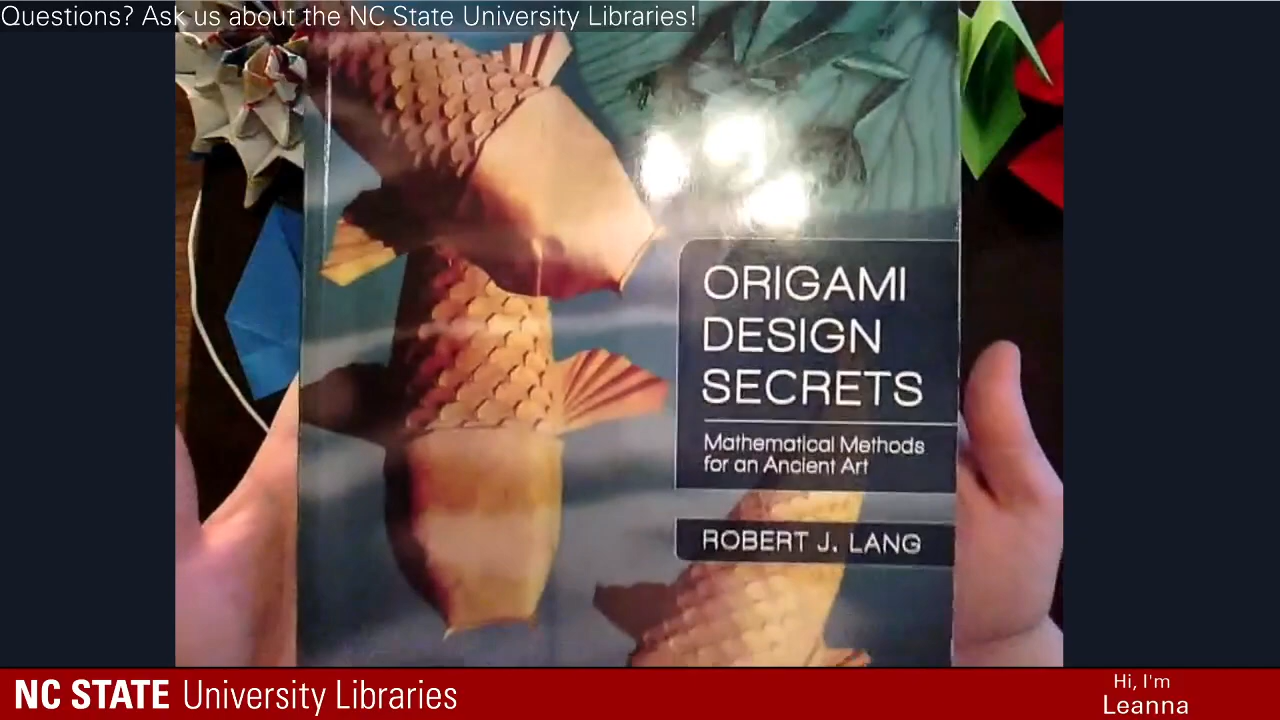 Questions? Ask us about the NC State University Libraries!
ORIGAMI
DESIGN
SECRETS
Mathematical Methods
for an Ancient Art
ROBERT J. LANG
NC STATE University Libraries
Hi, I'm
Leanna